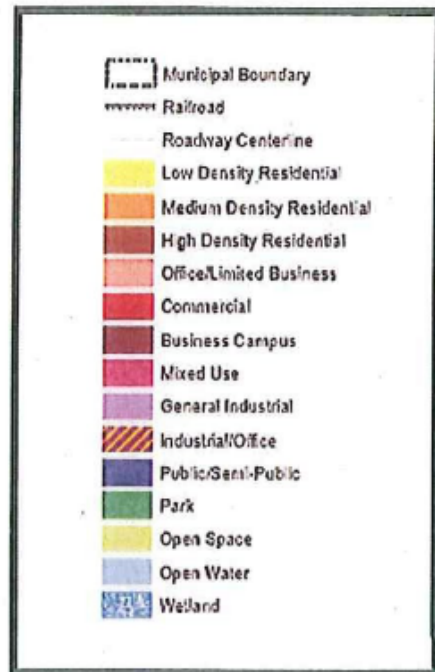 Municipal Boundary
Railroad
Roadway Centerline
Low Density Residential
Medium Density Residential
High Density Residential
Office/Limited Business
Commercial
Business Campus
Mixed Use
General Industrial
Industrial/Office
Public/Semi-Public
Park
Open Space
Open Water
Wetland